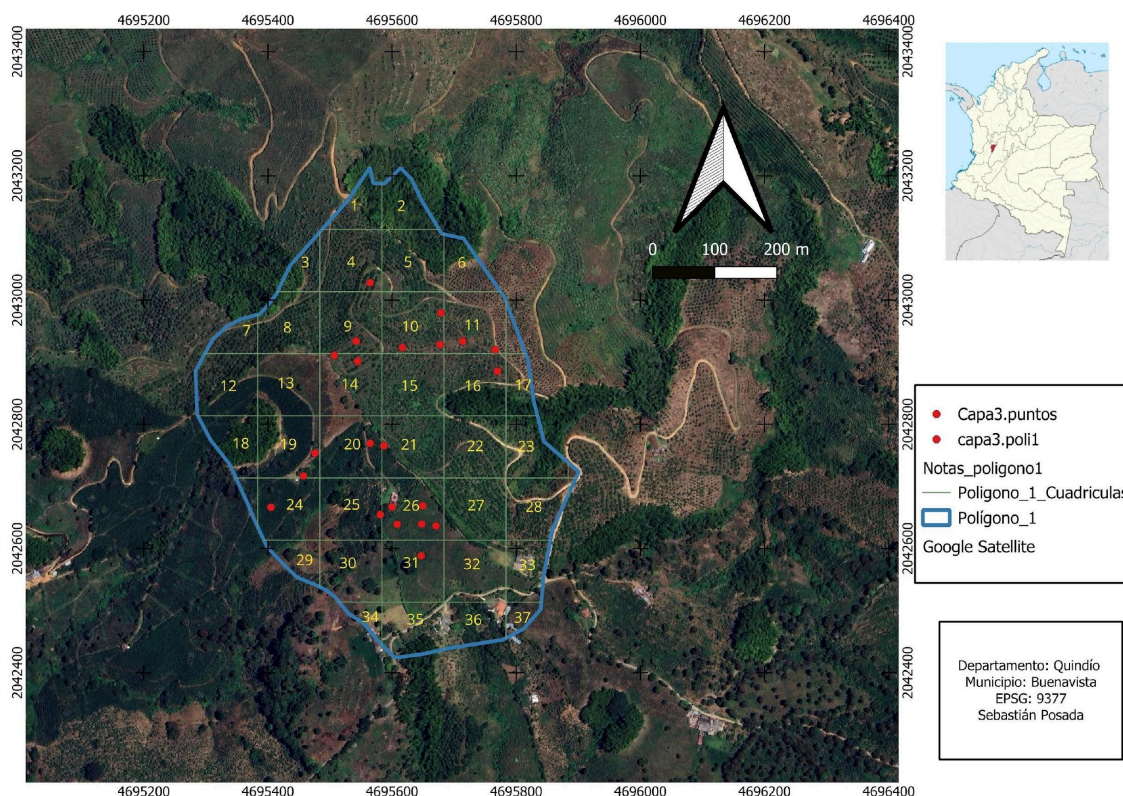 4695200 4695400 4695600 4695800 4696000 4696200 4696400
2043400
2043200
2043000
2042800
2042600
2042400
2043400
2043200
2043000
2042800
2042600
2042400
0 100 200 m
1 2
3 4 5 6
7 8 9 10 11
12 13 14 15 16 17
18 19 20 21 22 23
24 25 26 27 28
29 30 31 32 33
34 35 36 37
4695200 4695400 4695600 4695800 4696000 4696200 4696400
Capa3.puntos
capa3.poli1
Notas_poligono1
Poligono_1_Cuadriculas
Polígono_1
Google Satellite
Departamento: Quindío
Municipio: Buenavista
EPSG: 9377
Sebastián Posada